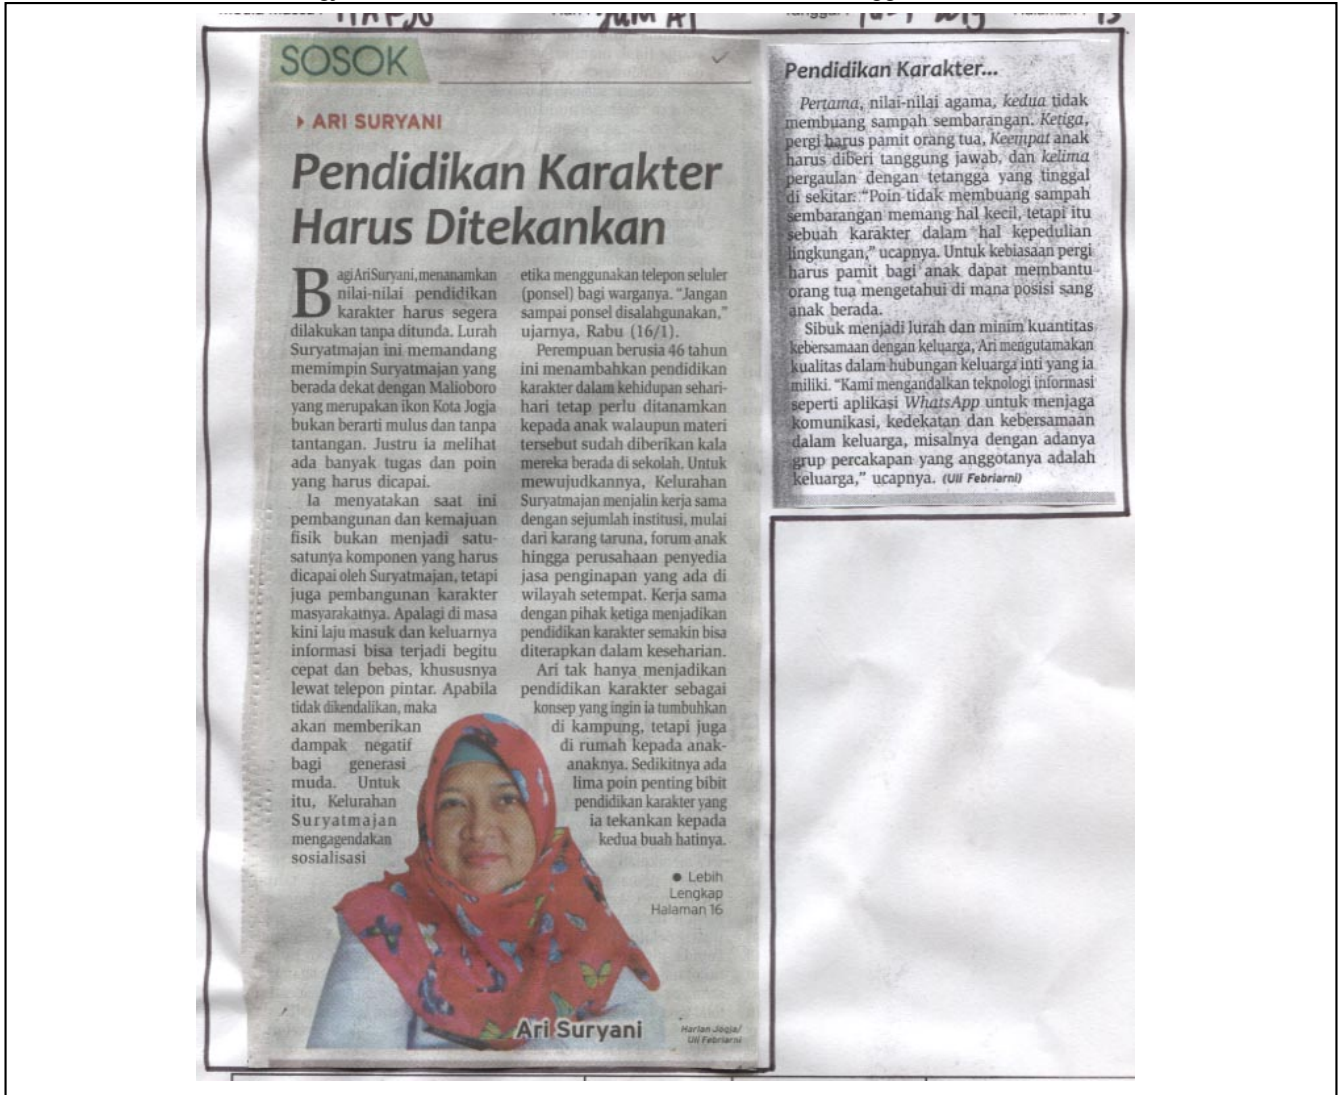 SOSOK
ARI SURYANI
Pendidikan Karakter
Harus Ditekankan
Bagi Ari Suryani, menanamkan
nilai-nilai pendidikan
karakter harus segera
dilakukan tanpa ditunda. Lurah
Suryatmajan ini memandang
memimpin Suryatmajan yang
berada dekat dengan Malioboro
yang merupakan ikon Kota Jogja
bukan berarti mulus dan tanpa
tantangan. Justru ia melihat
ada banyak tugas dan poin
yang harus dicapai.
Ia menyatakan saat ini
pembangunan dan kemajuan
fisik bukan menjadi satu-
satunya komponen yang harus
dicapai oleh Suryatmajan, tetapi
juga pembangunan karakter
masyarakatnya. Apalagi di masa
kini laju masuk dan keluarnya
informasi bisa terjadi begitu
cepat dan bebas, khususnya
lewat telepon pintar. Apabila
tidak dikendalikan, maka
akan memberikan
dampak negatif
bagi generasi
muda. Untuk
itu, Kelurahan
Suryatmajan
mengagendakan
sosialisasi
etika menggunakan telepon seluler
(ponsel) bagi warganya. “Jangan
sampai ponsel disalahgunakan,”
ujarnya, Rabu (16/1).
Perempuan berusia 46 tahun
ini menambahkan pendidikan
karakter dalam kehidupan sehari-
hari tetap perlu ditanamkan
kepada anak walaupun materi
tersebut sudah diberikan kala
mereka berada di sekolah. Untuk
mewujudkannya, Kelurahan
Suryatmajan menjalin kerja sama
dengan sejumlah institusi, mulai
dari karang taruna, forum anak
hingga perusahaan penyedia
jasa penginapan yang ada di
wilayah setempat. Kerja sama
dengan pihak ketiga menjadikan
pendidikan karakter semakin bisa
diterapkan dalam keseharian.
Ari tak hanya menjadikan
pendidikan karakter sebagai
konsep yang ingin ia tumbuhkan
di kampung, tetapi juga
di rumah kepada anak-
anaknya. Sedikitnya ada
lima poin penting bibit
pendidikan karakter yang
ia tekankan kepada
kedua buah hatinya.
● Lebih
Lengkap
Halaman 16
Ari Suryani
Harian Jogja/
Uli Febriarni
Pendidikan Karakter...
Pertama, nilai-nilai agama, kedua tidak
membuang sampah sembarangan. Ketiga,
pergi harus pamit orang tua, Keempat anak
harus diberi tanggung jawab, dan kelima
pergaulan dengan tetangga yang tinggal
di sekitar. “Poin tidak membuang sampah
sembarangan memang hal kecil, tetapi itu
sebuah karakter dalam hal kepedulian
lingkungan,” ucapnya. Untuk kebiasaan pergi
harus pamit bagi anak dapat membantu
orang tua mengetahui di mana posisi sang
anak berada.
Sibuk menjadi lurah dan minim kuantitas
kebersamaan dengan keluarga, Ari mengutamakan
kualitas dalam hubungan keluarga inti yang ia
miliki. “Kami mengandalkan teknologi informasi
seperti aplikasi WhatsApp untuk menjaga
komunikasi, kedekatan dan kebersamaan
dalam keluarga, misalnya dengan adanya
grup percakapan yang anggotanya adalah
keluarga,” ucapnya. (Uli Febriarni)